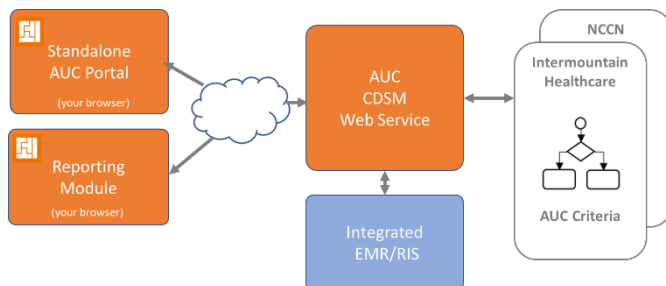 Standalone
AUC Portal
(your browser)
Reporting
Module
(your browser)
AUC
CDSM
Web Service
Integrated
EMR/RIS
NCCN
Intermountain
Healthcare
AUC Criteria